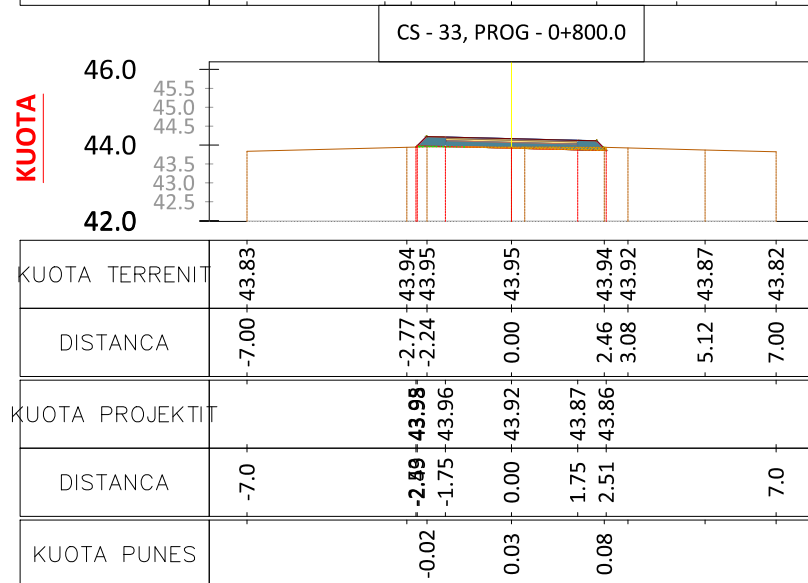 CS - 33, PROG - 0+800.0
KUOTA
46.0
45.5
45.0
44.5
44.0
43.5
43.0
42.5
42.0
KUOTA TERRENIT 43.83 43.94 43.95 43.95 43.94 43.92 43.87 43.82
DISTANCA -7.00 -2.77 -2.24 0.00 2.46 3.08 5.12 7.00
KUOTA PROJEKTIT 43.96 43.92 43.87 43.86
DISTANCA -7.0 -1.75 0.00 1.75 2.51 7.0
KUOTA PUNES -0.02 0.03 0.08